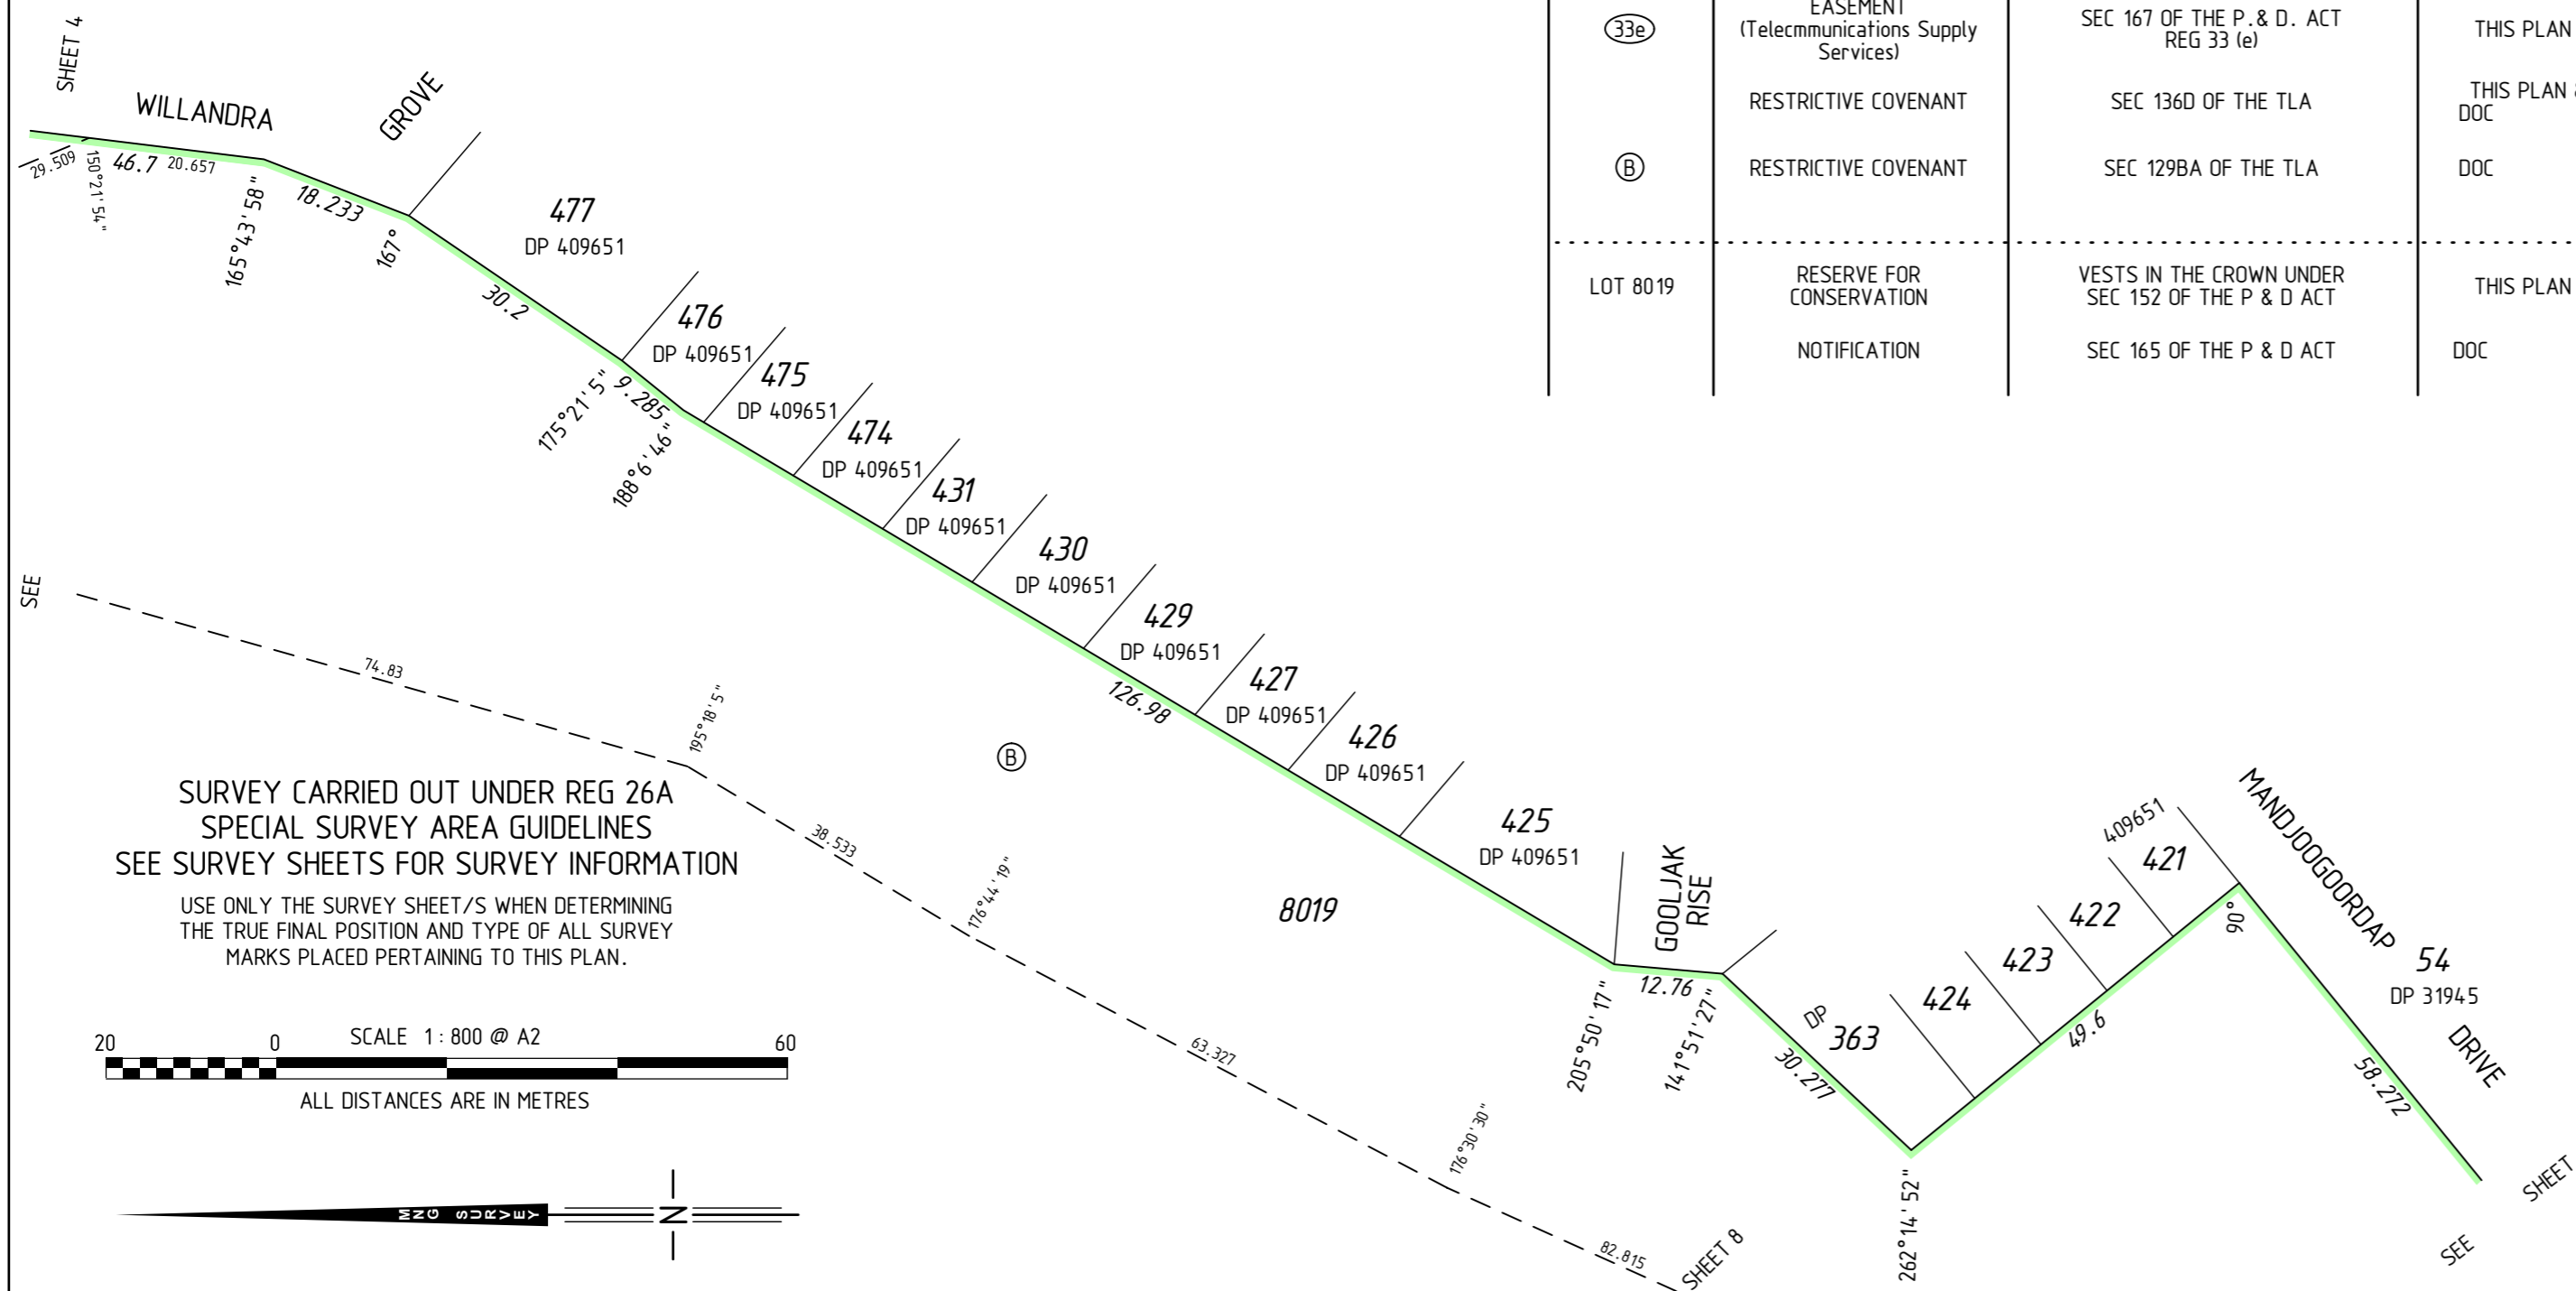 EASEMENT
33e
(Telecmmunications Supply
Services)
SEC 167 OF THE P.& D. ACT
REG 33 (e)
THIS PLAN
RESTRICTIVE COVENANT
SEC 136D OF THE TLA
THIS PLAN &
DOC
B
RESTRICTIVE COVENANT
SEC 129BA OF THE TLA
DOC
LOT 8019
RESERVE FOR
CONSERVATION
VESTS IN THE CROWN UNDER
SEC 152 OF THE P & D ACT
THIS PLAN
NOTIFICATION
SEC 165 OF THE P & D ACT
DOC
SHEET 4
WILLANDRA
GROVE
29.509
150°21'54"
46.7
20.657
165°43'58"
18.233
167°
30.2
477
DP 409651
476
DP 409651
175°21'5"
9.285
188°6'46"
475
DP 409651
474
DP 409651
431
DP 409651
430
DP 409651
429
DP 409651
427
DP 409651
426
DP 409651
425
DP 409651
126.98
SEE
74.83
195°18'5"
B
38.533
176°44'19"
8019
63.327
176°30'30"
82.815
SHEET 8
GOOLJAK
RISE
12.76
205°50'17"
141°51'27"
30.277
DP
363
262°14'52"
424
423
422
421
409651
49.6
90°
MANDJOOGOORDAP
DRIVE
54
DP 31945
58.272
SHEET
SEE
SURVEY CARRIED OUT UNDER REG 26A
SPECIAL SURVEY AREA GUIDELINES
SEE SURVEY SHEETS FOR SURVEY INFORMATION
USE ONLY THE SURVEY SHEET/S WHEN DETERMINING
THE TRUE FINAL POSITION AND TYPE OF ALL SURVEY
MARKS PLACED PERTAINING TO THIS PLAN.
20 0 SCALE 1:800 @ A2 60
ALL DISTANCES ARE IN METRES
MNG SURVEY
N